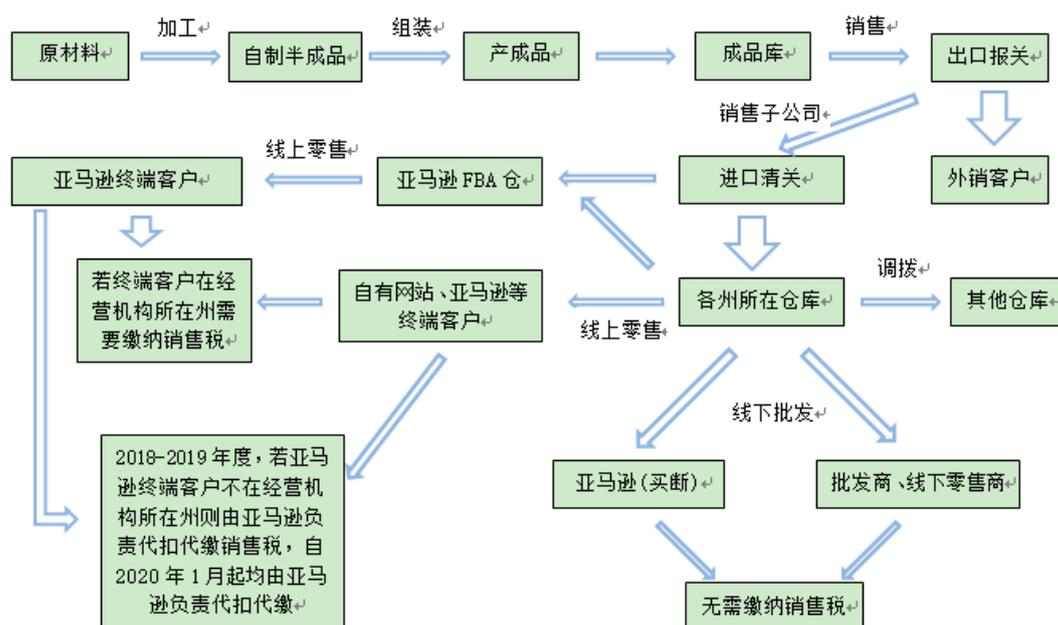 加工
组装
销售
原材料
自制半成品
产成品
成品库
出口报关
销售子公司
线上零售
亚马逊终端客户
亚马逊 FBA 仓
进口清关
外销客户
若终端客户在经
营机构所在州需
要缴纳销售税
自有网站、亚马逊等
终端客户
线上零售
各州所在仓库
调拨
其他仓库
线下批发
2018-2019 年度，若亚马
逊终端客户不在经营机
构所在州则由亚马逊负
责代扣代缴销售税，自
2020 年 1 月起均由亚马
逊负责代扣代缴
亚马逊(买断)
批发商、线下零售商
无需缴纳销售税